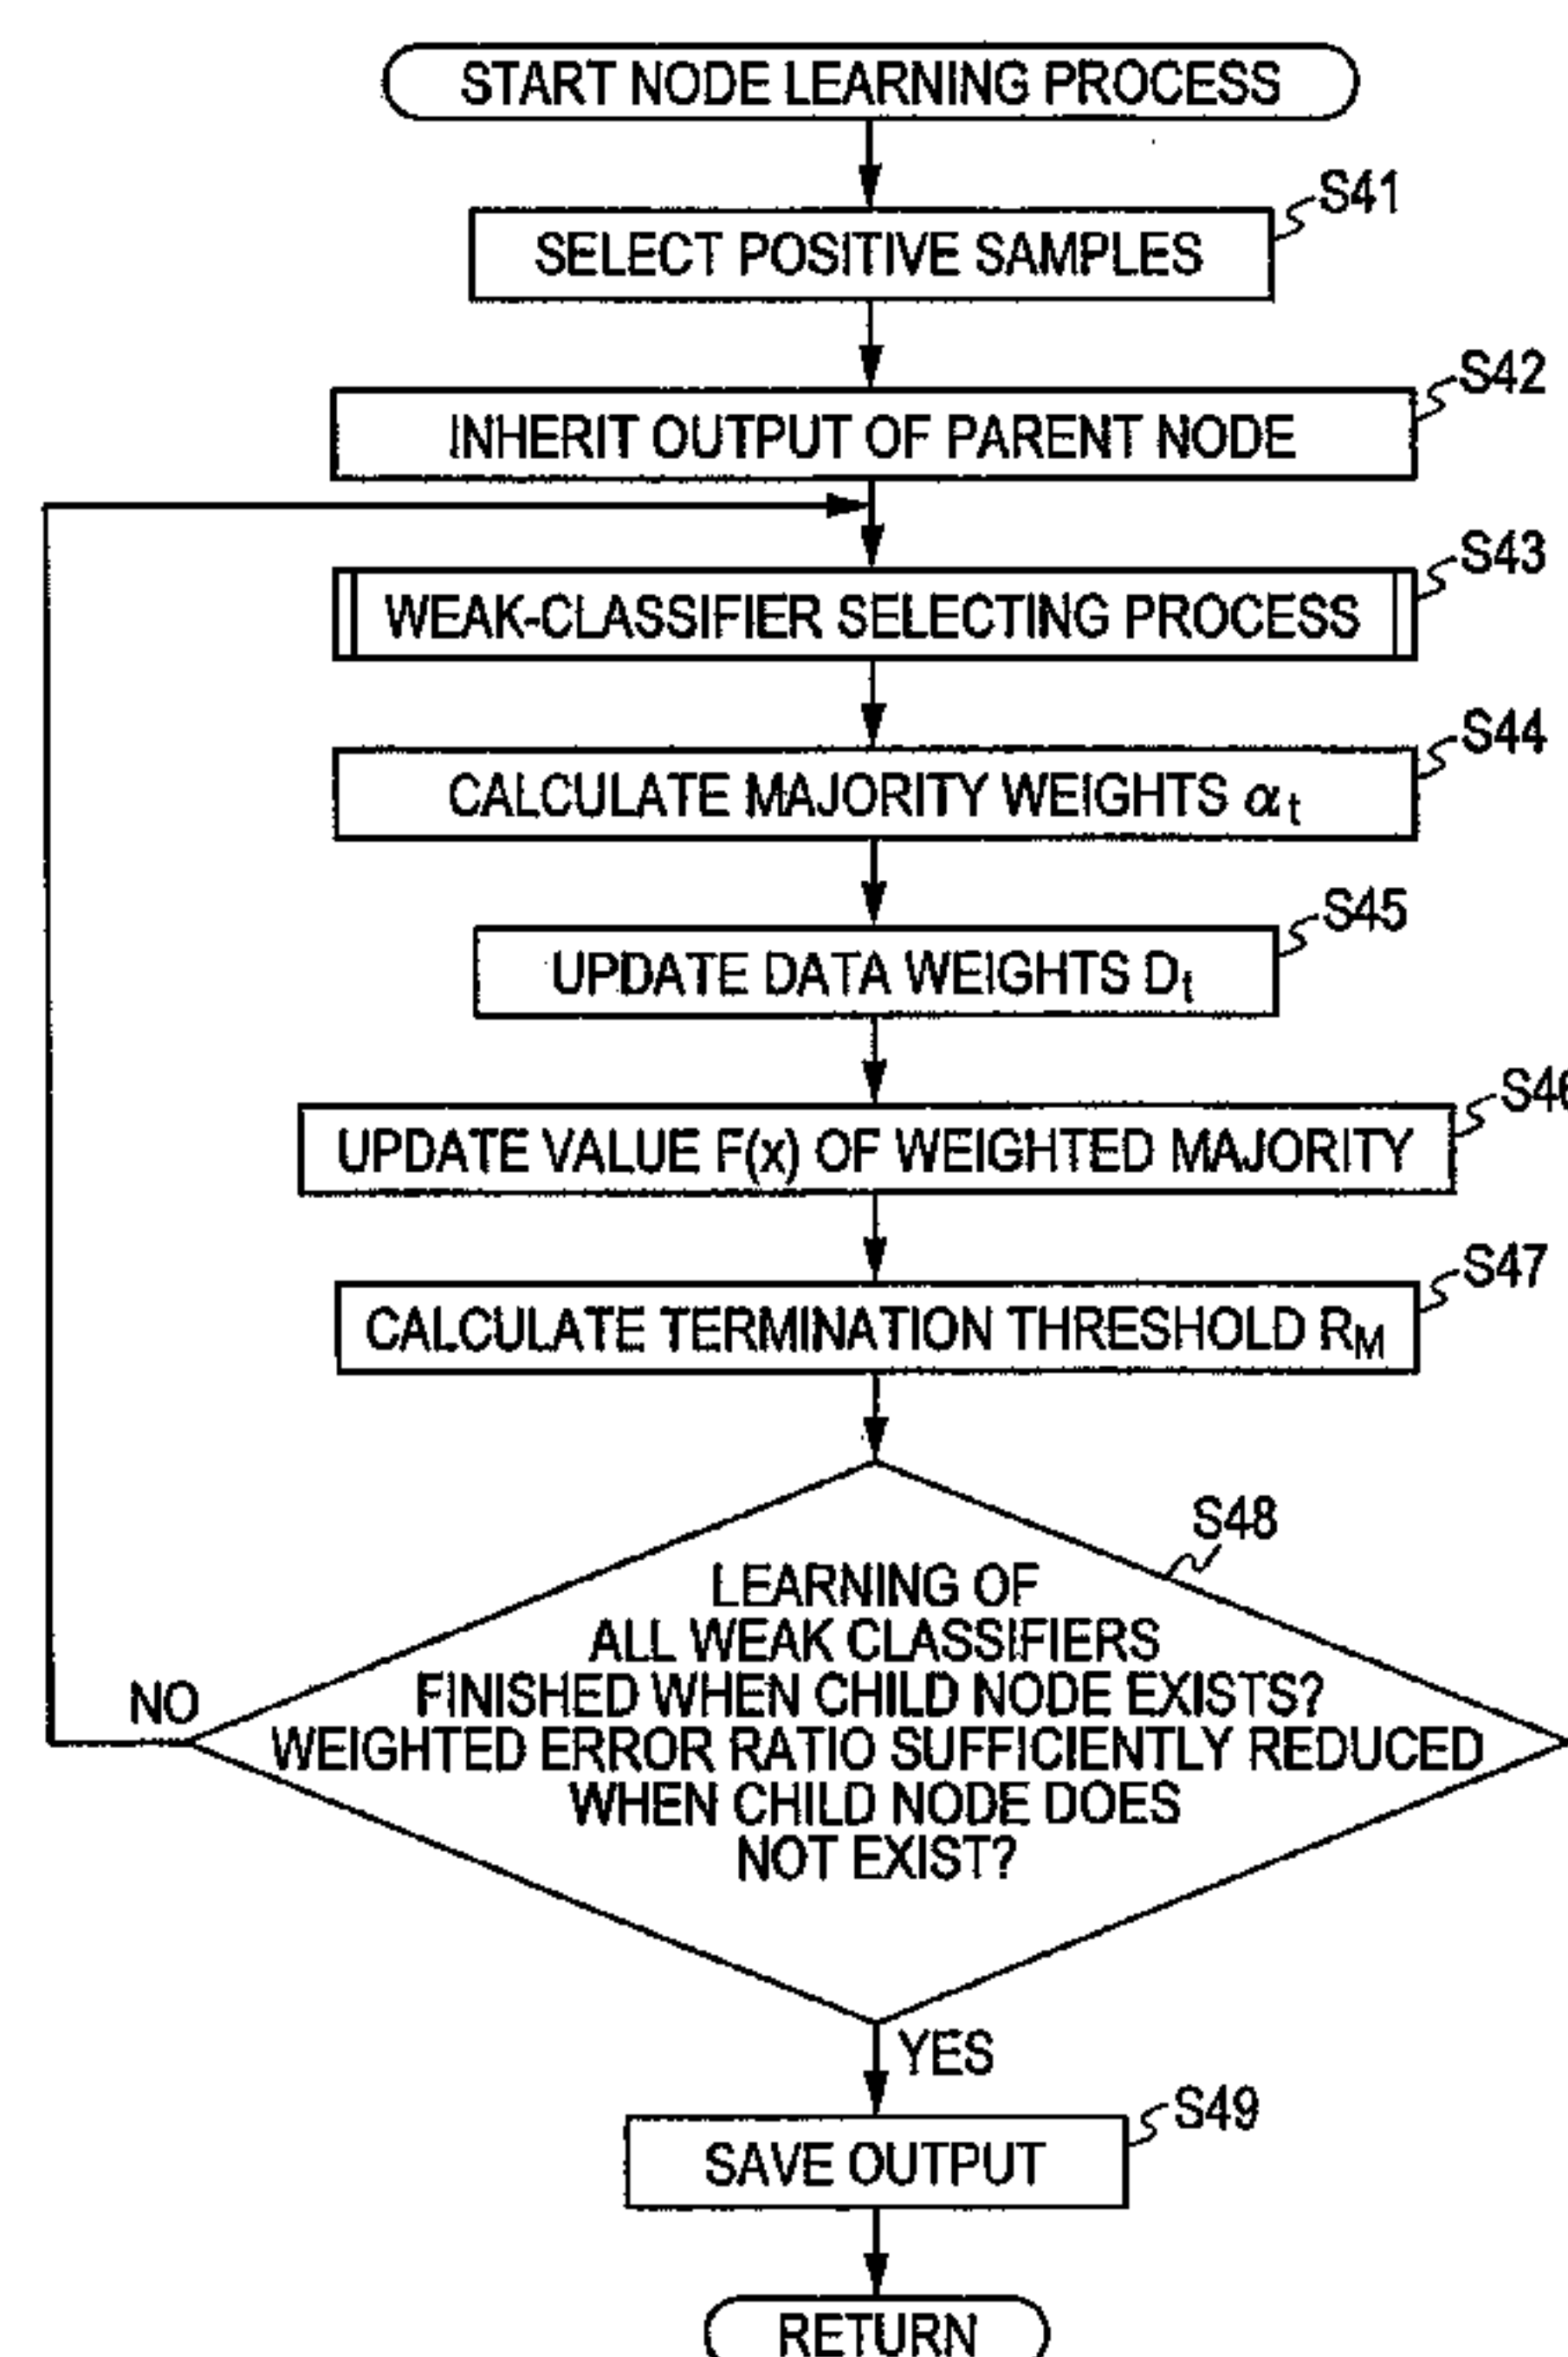 START NODE LEARNING PROCESS
S41
SELECT POSITIVE SAMPLES
S42
INHERIT OUTPUT OF PARENT NODE
S43
WEAK-CLASSIFIER SELECTING PROCESS
S44
CALCULATE MAJORITY WEIGHTS αt
S45
UPDATE DATA WEIGHTS Dt
S46
UPDATE VALUE F(x) OF WEIGHTED MAJORITY
S47
CALCULATE TERMINATION THRESHOLD RM
S48
LEARNING OF
ALL WEAK CLASSIFIERS
FINISHED WHEN CHILD NODE EXISTS?
WEIGHTED ERROR RATIO SUFFICIENTLY REDUCED
WHEN CHILD NODE DOES
NOT EXIST?
NO
YES
S49
SAVE OUTPUT
RETURN